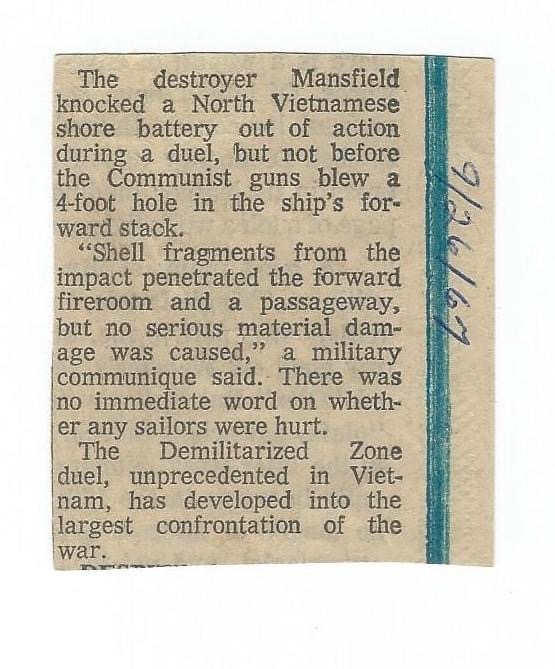 The destroyer Mansfield
knocked a North Vietnamese
shore battery out of action
during a duel, but not before
the Communist guns blew a
4-foot hole in the ship's for-
ward stack.
“Shell fragments from the
impact penetrated the forward
fireroom and a passageway,
but no serious material dam-
age was caused,” a military
communique said. There was
no immediate word on wheth-
er any sailors were hurt.
The Demilitarized Zone
duel, unprecedented in Viet-
nam, has developed into the
largest confrontation of the
war.
9/26/67